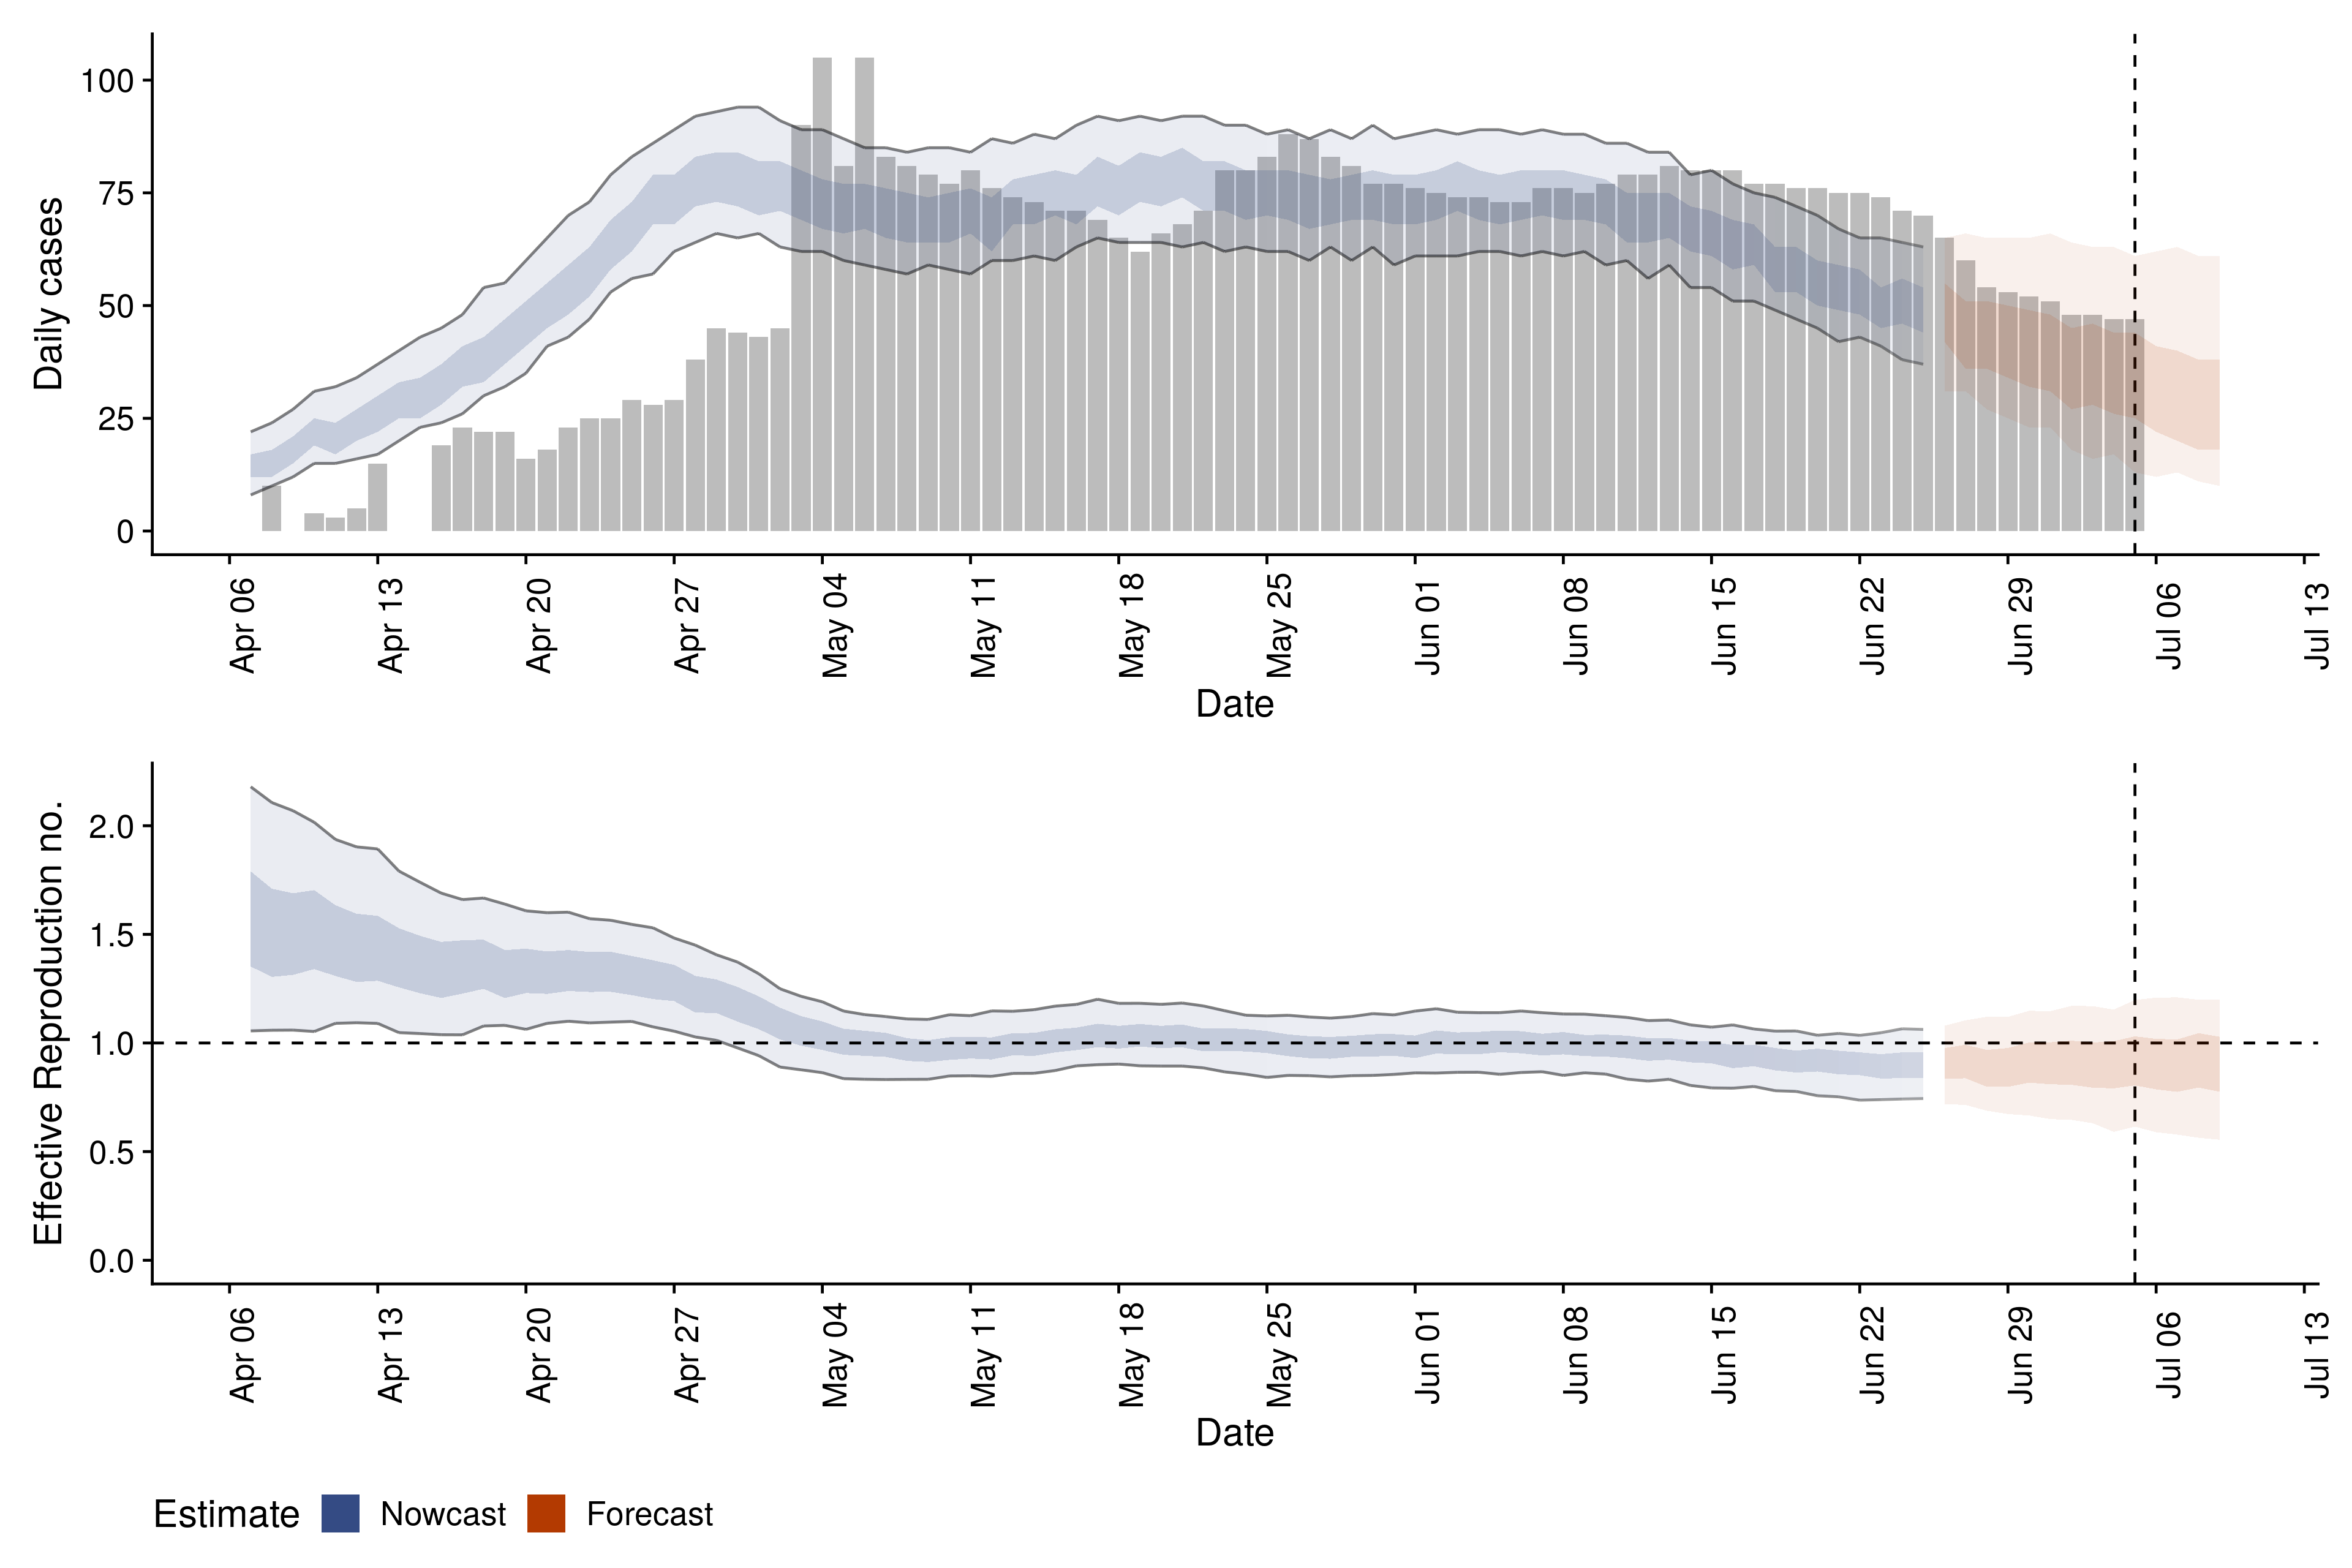 Daily cases
100
75
50
25
0
Apr 06
Apr 13
Apr 20
Apr 27
May 04
May 11
May 18
May 25
Jun 01
Jun 08
Jun 15
Jun 22
Jun 29
Jul 06
Jul 13
Date
Effective Reproduction no.
2.0
1.5
1.0
0.5
0.0
Apr 06
Apr 13
Apr 20
Apr 27
May 04
May 11
May 18
May 25
Jun 01
Jun 08
Jun 15
Jun 22
Jun 29
Jul 06
Jul 13
Date
Estimate Nowcast Forecast